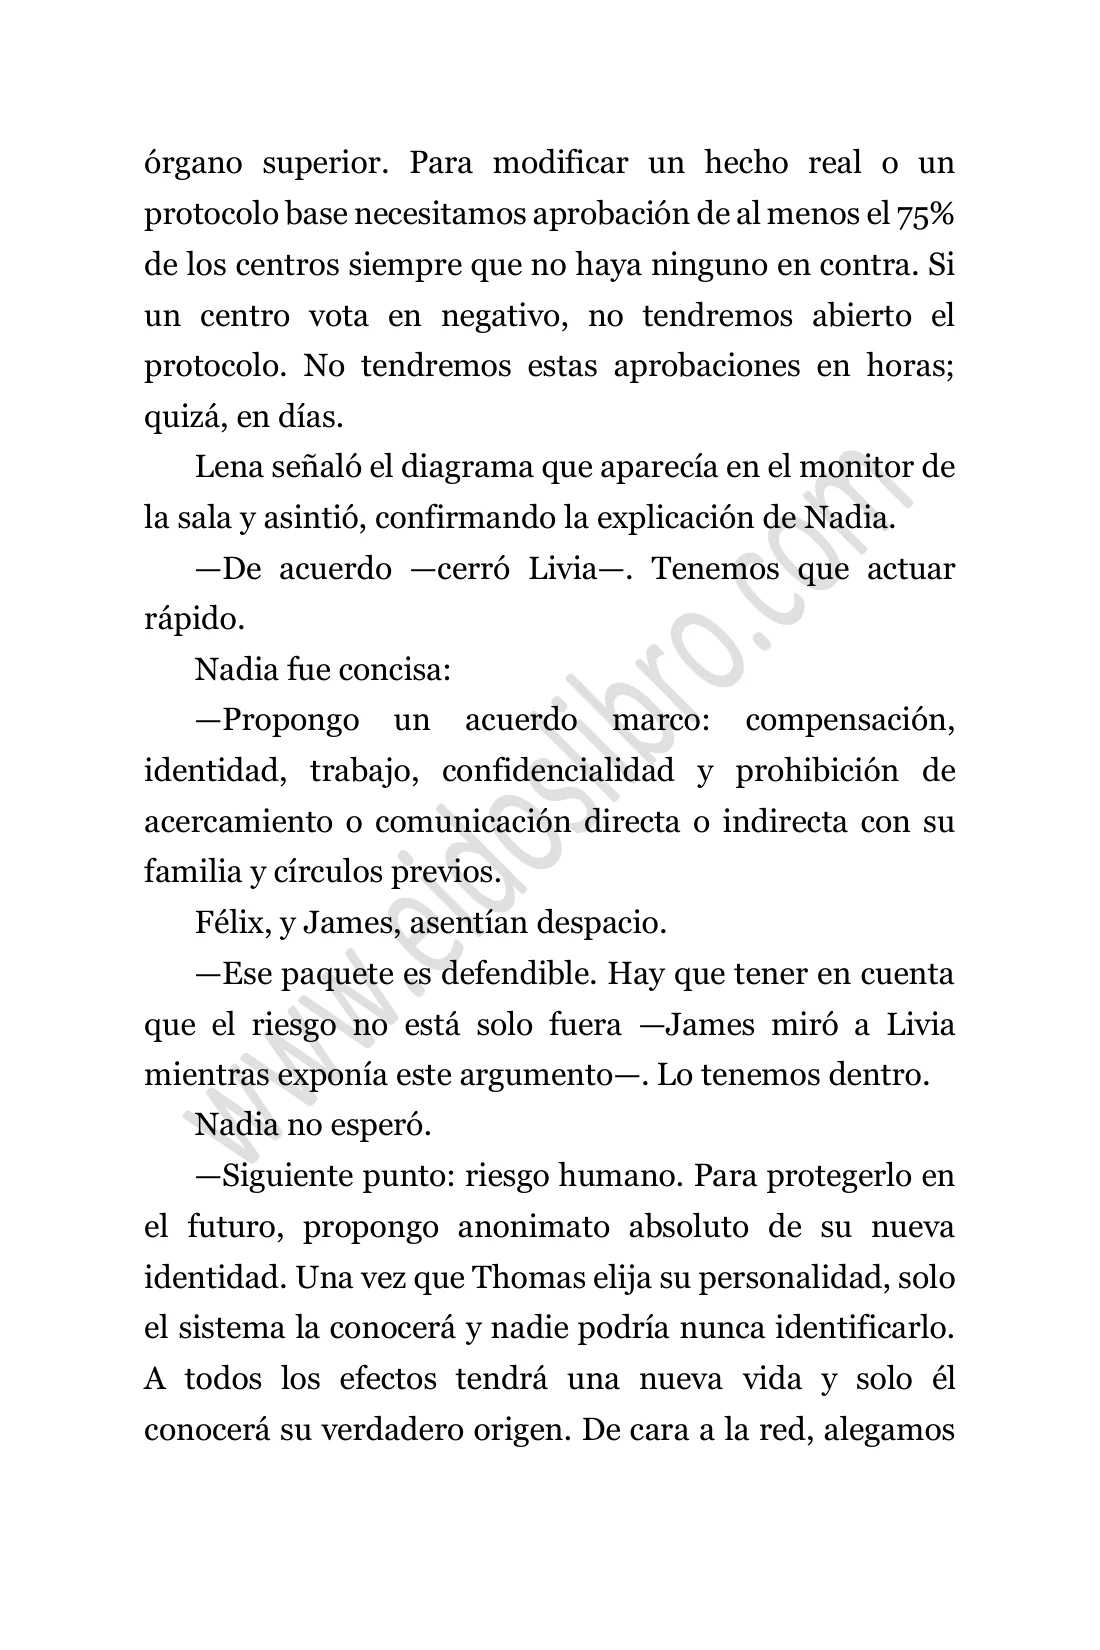 órgano superior. Para modificar un hecho real o un
protocolo base necesitamos aprobación de al menos el 75%
de los centros siempre que no haya ninguno en contra. Si
un centro vota en negativo, no tendremos abierto el
protocolo. No tendremos estas aprobaciones en horas;
quizá, en días.
Lena señaló el diagrama que aparecía en el monitor de
la sala y asintió, confirmando la explicación de Nadia.
—De acuerdo —cerró Livia—. Tenemos que actuar
rápido.
Nadia fue concisa:
—Propongo un acuerdo marco: compensación,
identidad, trabajo, confidencialidad y prohibición de
acercamiento o comunicación directa o indirecta con su
familia y círculos previos.
Félix, y James, asentían despacio.
—Ese paquete es defendible. Hay que tener en cuenta
que el riesgo no está solo fuera —James miró a Livia
mientras exponía este argumento—. Lo tenemos dentro.
Nadia no esperó.
—Siguiente punto: riesgo humano. Para protegerlo en
el futuro, propongo anonimato absoluto de su nueva
identidad. Una vez que Thomas elija su personalidad, solo
el sistema la conocerá y nadie podría nunca identificarlo.
A todos los efectos tendrá una nueva vida y solo él
conocerá su verdadero origen. De cara a la red, alegamos
www.eidoslibro.com